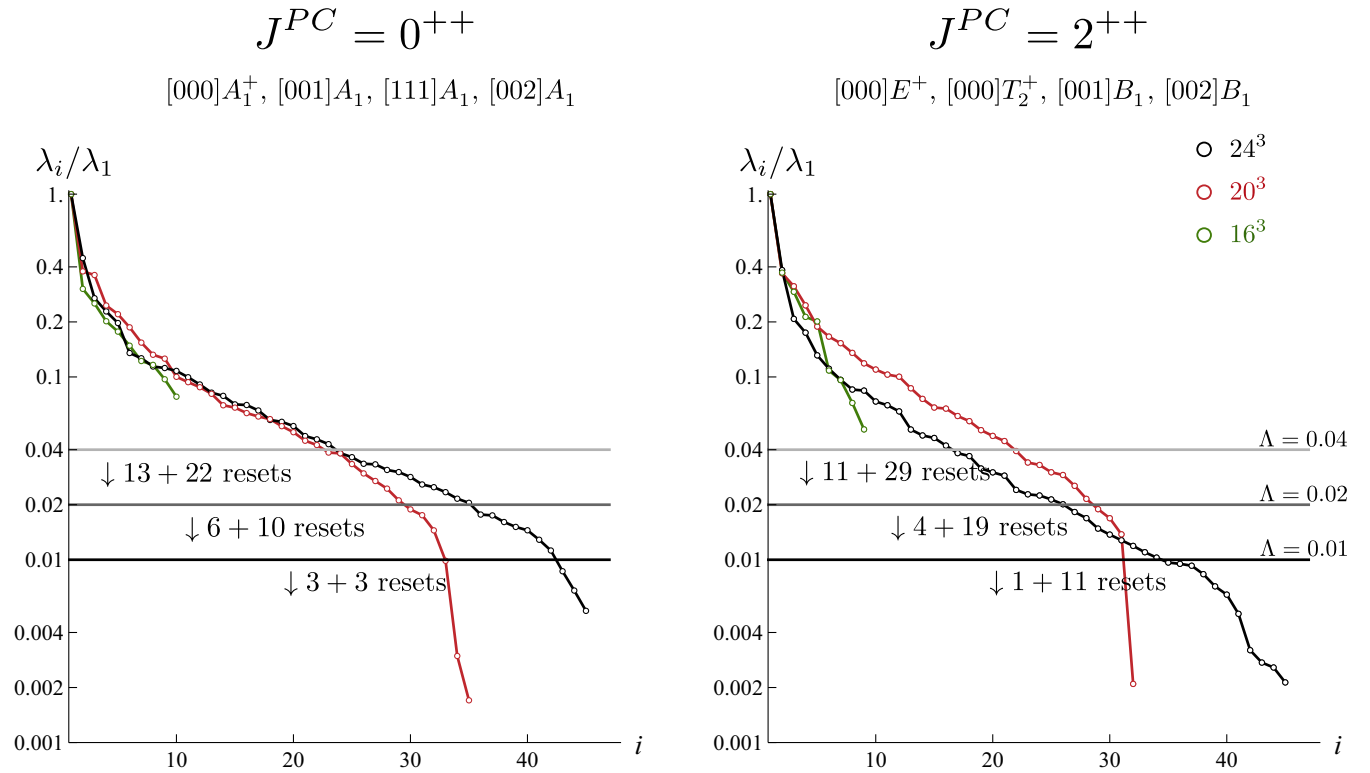 J^{PC} = 0^{++}
[000]A_1^+, [001]A_1, [111]A_1, [002]A_1
λ_i/λ_1
1.
0.4
0.2
0.1
0.04
0.02
0.01
0.004
0.002
0.001
↓ 13 + 22 resets
↓ 6 + 10 resets
↓ 3 + 3 resets
10 20 30 40 i
J^{PC} = 2^{++}
[000]E^+, [000]T_2^+, [001]B_1, [002]B_1
24^3
20^3
16^3
λ_i/λ_1
1.
0.4
0.2
0.1
0.04
0.02
0.01
0.004
0.002
0.001
Λ = 0.04
↓ 11 + 29 resets
Λ = 0.02
↓ 4 + 19 resets
Λ = 0.01
↓ 1 + 11 resets
10 20 30 40 i